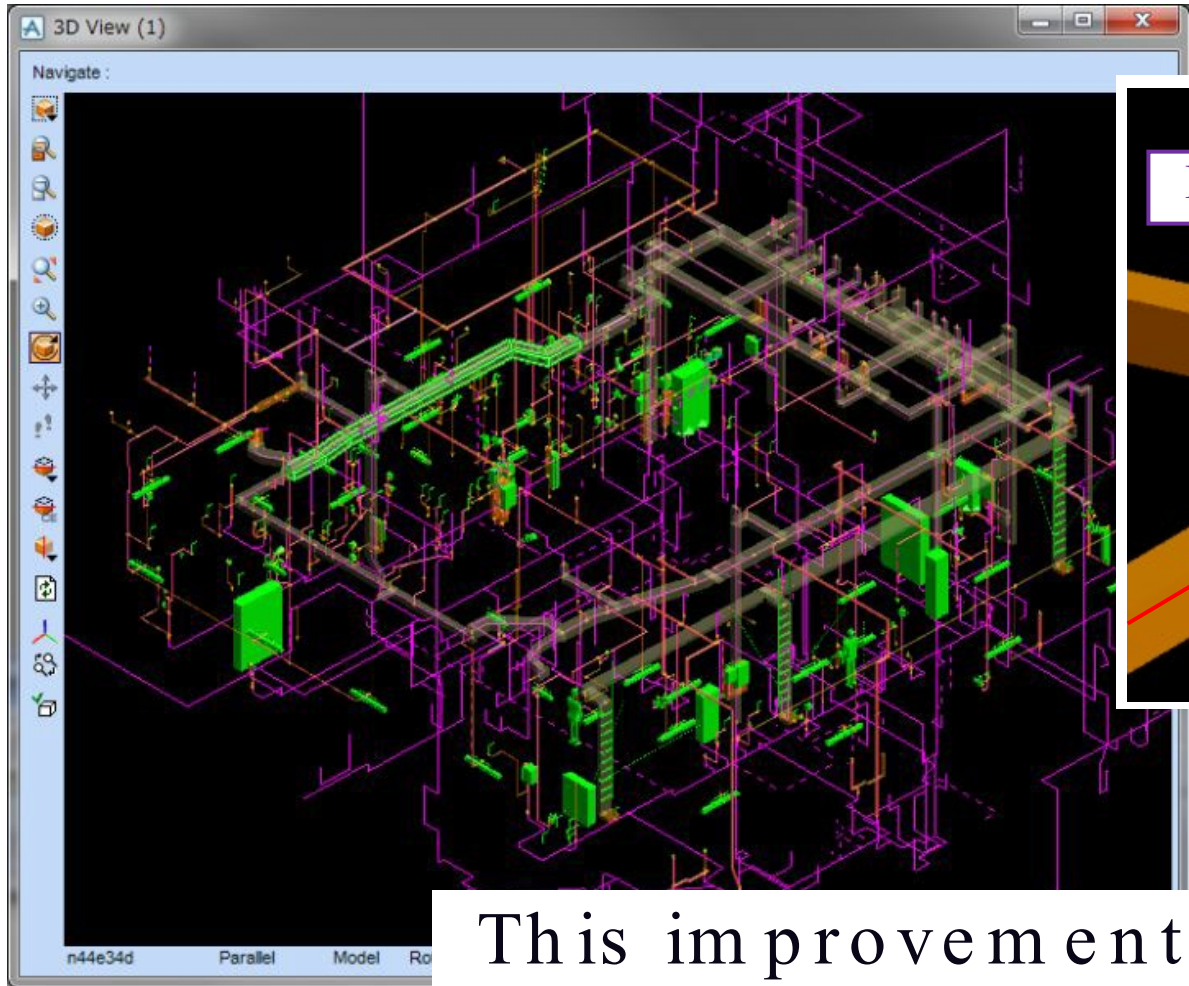 3D View (1)
Navigate :
n44e34d Parallel Model
This improvement